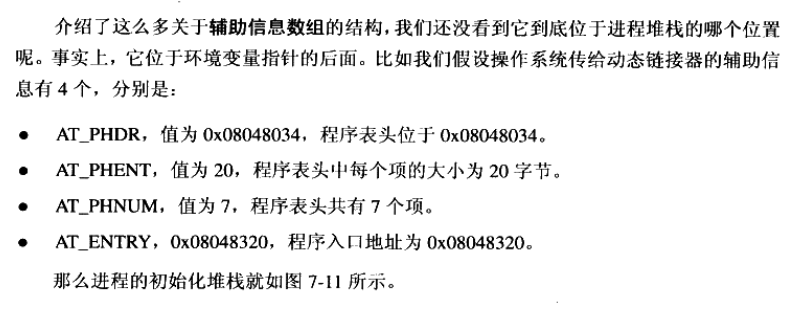 介绍了这么多关于辅助信息数组的结构，我们还没看到它到底位于进程堆栈的哪个位置
呢。事实上，它位于环境变量指针的后面。比如我们假设操作系统传给动态链接器的辅助信
息有 4 个，分别是：
● AT_PHDR，值为 0x08048034，程序表头位于 0x08048034。
● AT_PHENT，值为 20，程序表头中每个项的大小为 20 字节。
● AT_PHNUM，值为 7，程序表头共有 7 个项。
● AT_ENTRY，0x08048320，程序入口地址为 0x08048320。
那么进程的初始化堆栈就如图 7-11 所示。